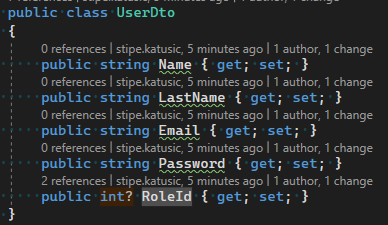 public class UserDto
{
0 references | stipe.katusic, 5 minutes ago | 1 author, 1 change
public string Name { get; set; }
0 references | stipe.katusic, 5 minutes ago | 1 author, 1 change
public string LastName { get; set; }
0 references | stipe.katusic, 5 minutes ago | 1 author, 1 change
public string Email { get; set; }
0 references | stipe.katusic, 5 minutes ago | 1 author, 1 change
public string Password { get; set; }
2 references | stipe.katusic, 5 minutes ago | 1 author, 1 change
public int? RoleId { get; set; }
}